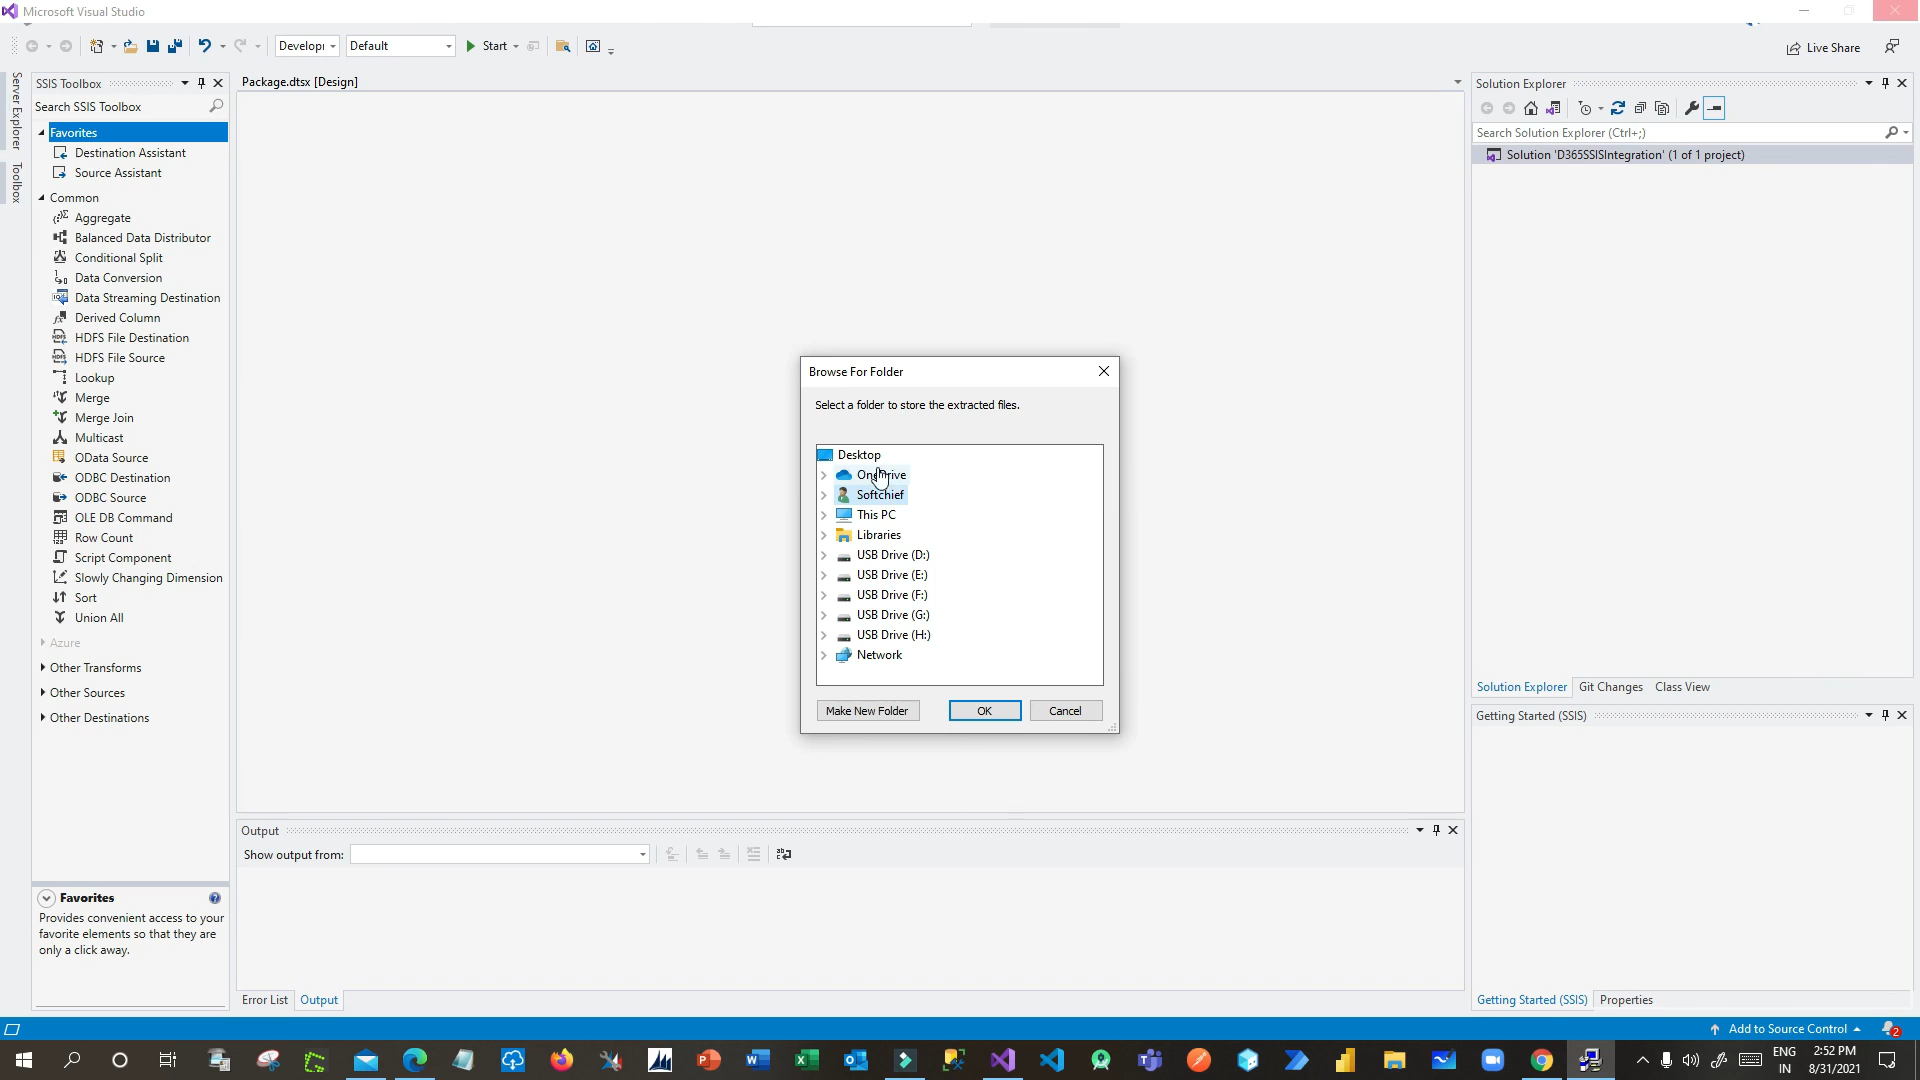 Microsoft Visual Studio
Develop
Default
Start
Live Share
Server Explorer
Toolbox
SSIS Toolbox
Search SSIS Toolbox
Favorites
Destination Assistant
Source Assistant
Common
Aggregate
Balanced Data Distributor
Conditional Split
Data Conversion
Data Streaming Destination
Derived Column
HDFS File Destination
HDFS File Source
Lookup
Merge
Merge Join
Multicast
OData Source
ODBC Destination
ODBC Source
OLE DB Command
Row Count
Script Component
Slowly Changing Dimension
Sort
Union All
Azure
Other Transforms
Other Sources
Other Destinations
Favorites
Provides convenient access to your
favorite elements so that they are
only a click away.
Package.dtsx [Design]
Browse For Folder
Select a folder to store the extracted files.
Desktop
OneDrive
Softchief
This PC
Libraries
USB Drive (D:)
USB Drive (E:)
USB Drive (F:)
USB Drive (G:)
USB Drive (H:)
Network
Make New Folder
OK
Cancel
Output
Show output from:
Error List
Output
Solution Explorer
Search Solution Explorer (Ctrl+;)
Solution 'D365SSISIntegration' (1 of 1 project)
Solution Explorer
Git Changes
Class View
Getting Started (SSIS)
Getting Started (SSIS)
Properties
Add to Source Control
2
ENG
IN
2:52 PM
8/31/2021